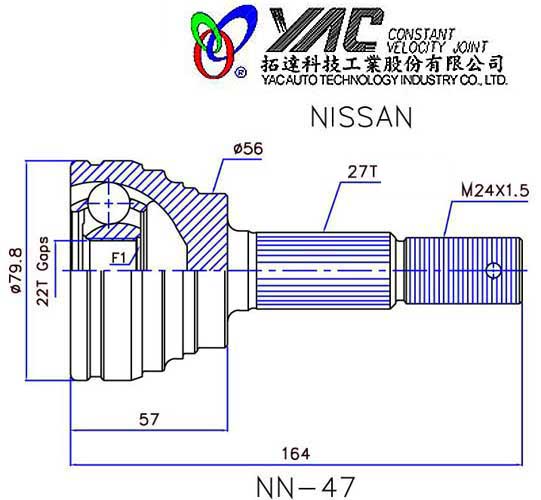 YAC CONSTANT VELOCITY JOINT
®
拓達科技工業股份有限公司
YAC AUTO TECHNOLOGY INDUSTRY CO., LTD.
NISSAN
ø56
27T
M24X1.5
ø79.8
22T Gaps
F1
57
164
NN-47